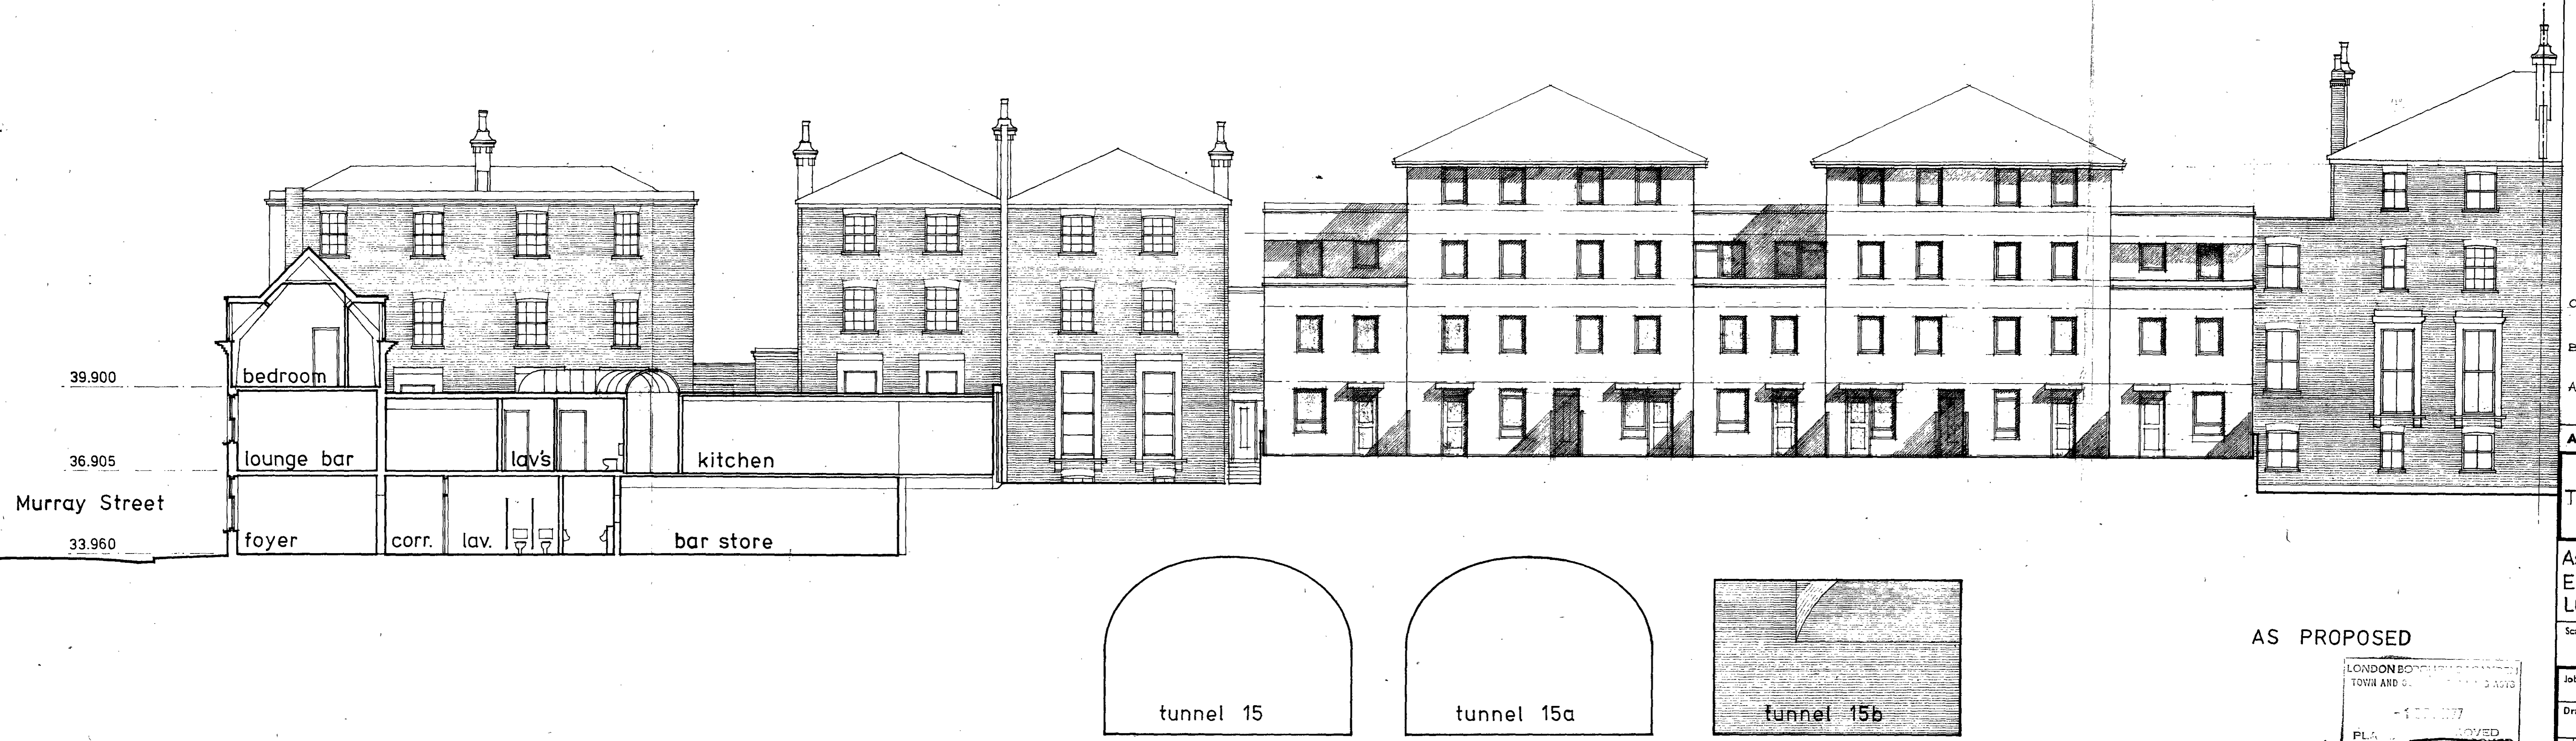 39.900
bedroom
lounge bar
lav's
kitchen
36.905
Murray Street
foyer
corr.
lav.
bar store
33.960
tunnel 15
tunnel 15a
tunnel 15b
AS PROPOSED
LONDON
TOWN AND